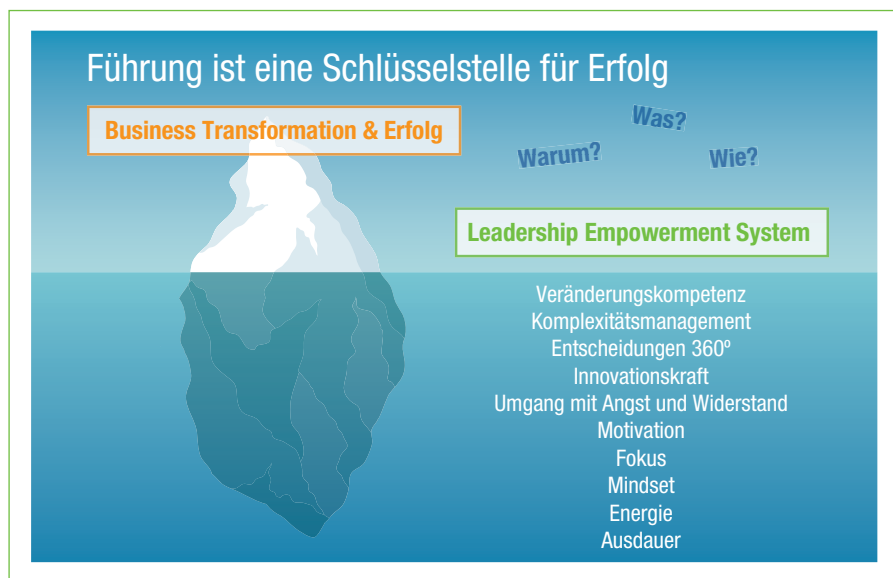 Führung ist eine Schlüsselstelle für Erfolg
Business Transformation & Erfolg
Was?
Warum?
Wie?
Leadership Empowerment System
Veränderungskompetenz
Komplexitätsmanagement
Entscheidungen 360º
Innovationskraft
Umgang mit Angst und Widerstand
Motivation
Fokus
Mindset
Energie
Ausdauer